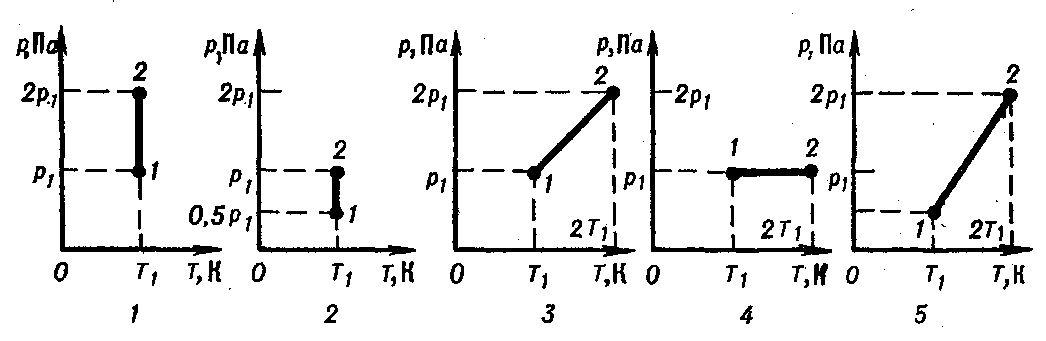 p,Па p,Па p,Па p,Па p,Па
2p₁ 2p₁ 2p₁ 2p₁ 2p₁
2 2 2
1 2 1 2
p₁ 1 p₁ p₁ 1 p₁ p₁
0,5p₁ 1 1
2T₁ 2T₁ 2T₁
0 T₁ T,К 0 T₁ T,К 0 T₁ T,К 0 T₁ T,К 0 T₁ T,К
1 2 3 4 5